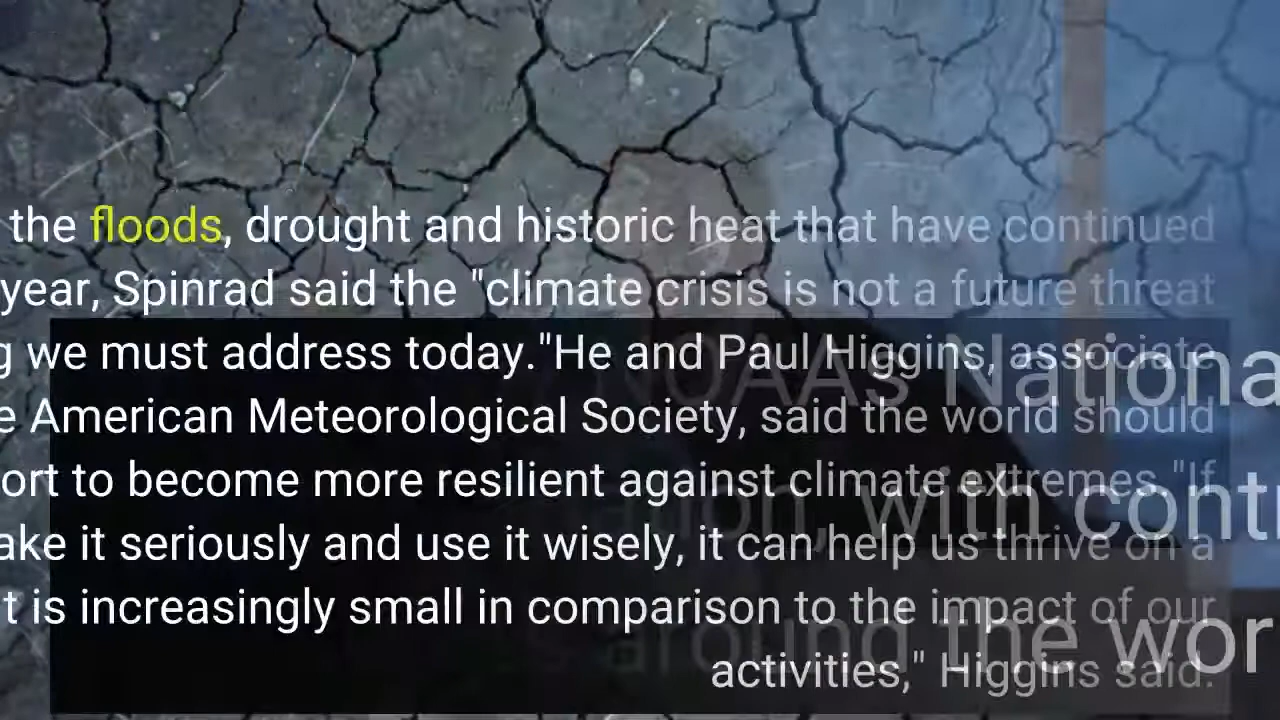 the floods, drought and historic heat that have continued
year, Spinrad said the "climate crisis is not a future threat
g we must address today."He and Paul Higgins, associate
e American Meteorological Society, said the world should
ort to become more resilient against climate extremes."If
ake it seriously and use it wisely, it can help us thrive on a
t is increasingly small in comparison to the impact of our
activities," Higgins said.
NOAA's Nationa
with contr
around the wor